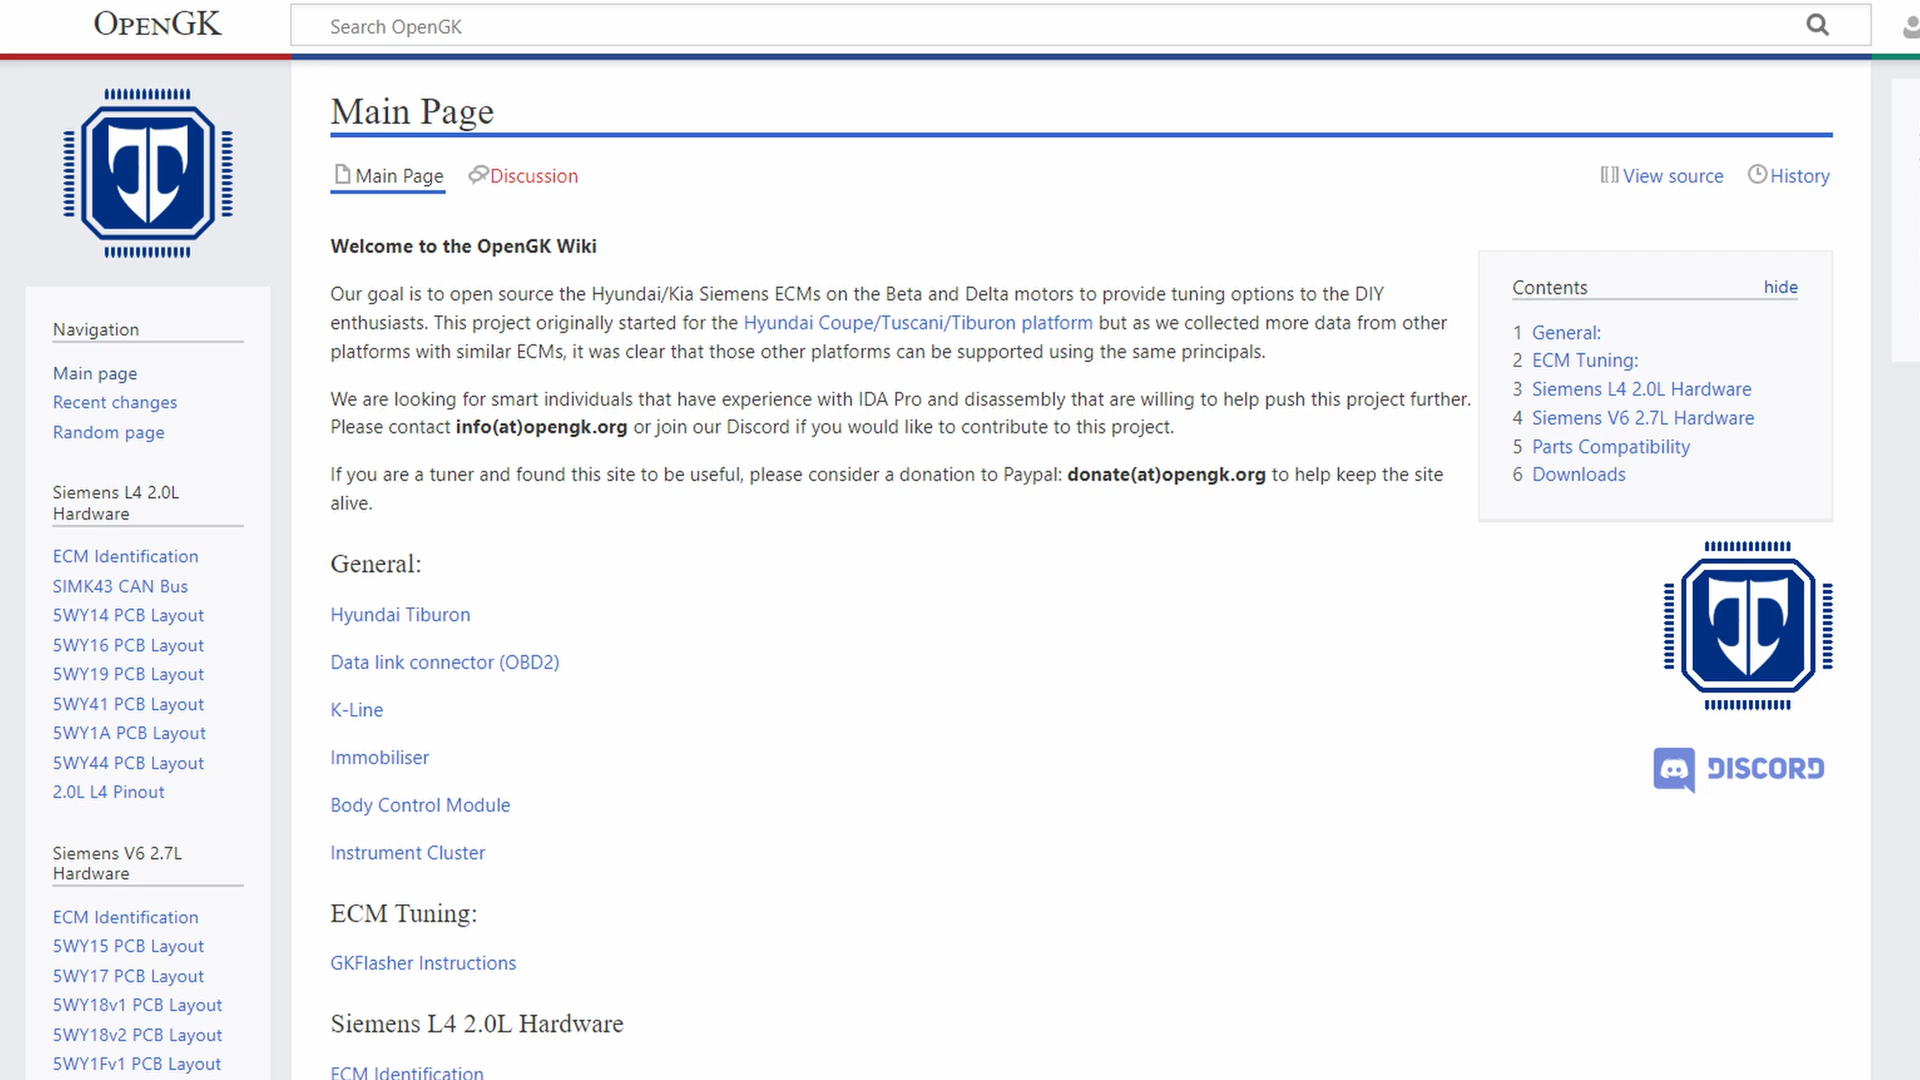 OpenGK
Search OpenGK
Main Page
Main Page
Discussion
View source
History
Welcome to the OpenGK Wiki
Our goal is to open source the Hyundai/Kia Siemens ECMs on the Beta and Delta motors to provide tuning options to the DIY
enthusiasts. This project originally started for the Hyundai Coupe/Tuscani/Tiburon platform but as we collected more data from other
platforms with similar ECMs, it was clear that those other platforms can be supported using the same principals.
We are looking for smart individuals that have experience with IDA Pro and disassembly that are willing to help push this project further.
Please contact info(at)opengk.org or join our Discord if you would like to contribute to this project.
If you are a tuner and found this site to be useful, please consider a donation to Paypal: donate(at)opengk.org to help keep the site
alive.
Contents hide
1 General:
2 ECM Tuning:
3 Siemens L4 2.0L Hardware
4 Siemens V6 2.7L Hardware
5 Parts Compatibility
6 Downloads
DISCORD
General:
Hyundai Tiburon
Data link connector (OBD2)
K-Line
Immobiliser
Body Control Module
Instrument Cluster
ECM Tuning:
GKFlasher Instructions
Siemens L4 2.0L Hardware
ECM Identification
Navigation
Main page
Recent changes
Random page
Siemens L4 2.0L
Hardware
ECM Identification
SIMK43 CAN Bus
5WY14 PCB Layout
5WY16 PCB Layout
5WY19 PCB Layout
5WY41 PCB Layout
5WY1A PCB Layout
5WY44 PCB Layout
2.0L L4 Pinout
Siemens V6 2.7L
Hardware
ECM Identification
5WY15 PCB Layout
5WY17 PCB Layout
5WY18v1 PCB Layout
5WY18v2 PCB Layout
5WY1Fv1 PCB Layout